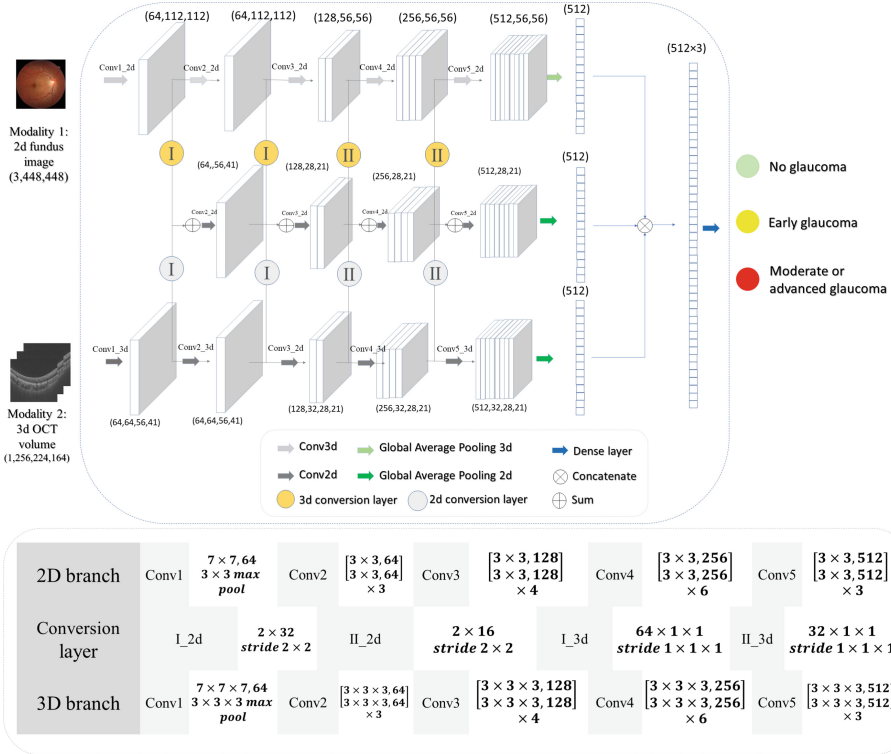 (64,112,112)
(64,112,112)
(128,56,56)
(256,56,56)
(512,56,56)
(512)
(512×3)
Conv1_2d
Conv2_2d
Conv3_2d
Conv4_2d
Conv5_2d
Modality 1:
2d fundus
image
(3,448,448)
I
I
II
II
(64,,56,41)
(128,28,21)
(256,28,21)
(512,28,21)
(512)
No glaucoma
Conv2_2d
Conv3_2d
Conv4_2d
Conv5_2d
Early glaucoma
I
I
II
II
Moderate or
advanced glaucoma
(512)
Conv1_3d
Conv2_3d
Conv3_2d
Conv4_3d
Conv5_3d
Modality 2:
3d OCT
volume
(1,256,224,164)
(64,64,56,41)
(64,64,56,41)
(128,32,28,21)
(256,32,28,21)
(512,32,28,21)
Conv3d
Global Average Pooling 3d
Dense layer
Conv2d
Global Average Pooling 2d
Concatenate
I
3d conversion layer
I
2d conversion layer
Sum
2D branch
Conv1
7 × 7, 64
3 × 3 max
pool
Conv2
[3 × 3, 64]
[3 × 3, 64]
× 3
Conv3
[3 × 3, 128]
[3 × 3, 128]
× 4
Conv4
[3 × 3, 256]
[3 × 3, 256]
× 6
Conv5
[3 × 3, 512]
[3 × 3, 512]
× 3
Conversion
layer
I_2d
2 × 32
stride 2 × 2
II_2d
2 × 16
stride 2 × 2
I_3d
64 × 1 × 1
stride 1 × 1 × 1
II_3d
32 × 1 × 1
stride 1 × 1 × 1
3D branch
Conv1
7 × 7 × 7, 64
3 × 3 × 3 max
pool
Conv2
[3 × 3 × 3, 64]
[3 × 3 × 3, 64]
× 3
Conv3
[3 × 3 × 3, 128]
[3 × 3 × 3, 128]
× 4
Conv4
[3 × 3 × 3, 256]
[3 × 3 × 3, 256]
× 6
Conv5
[3 × 3 × 3, 512]
[3 × 3 × 3, 512]
× 3